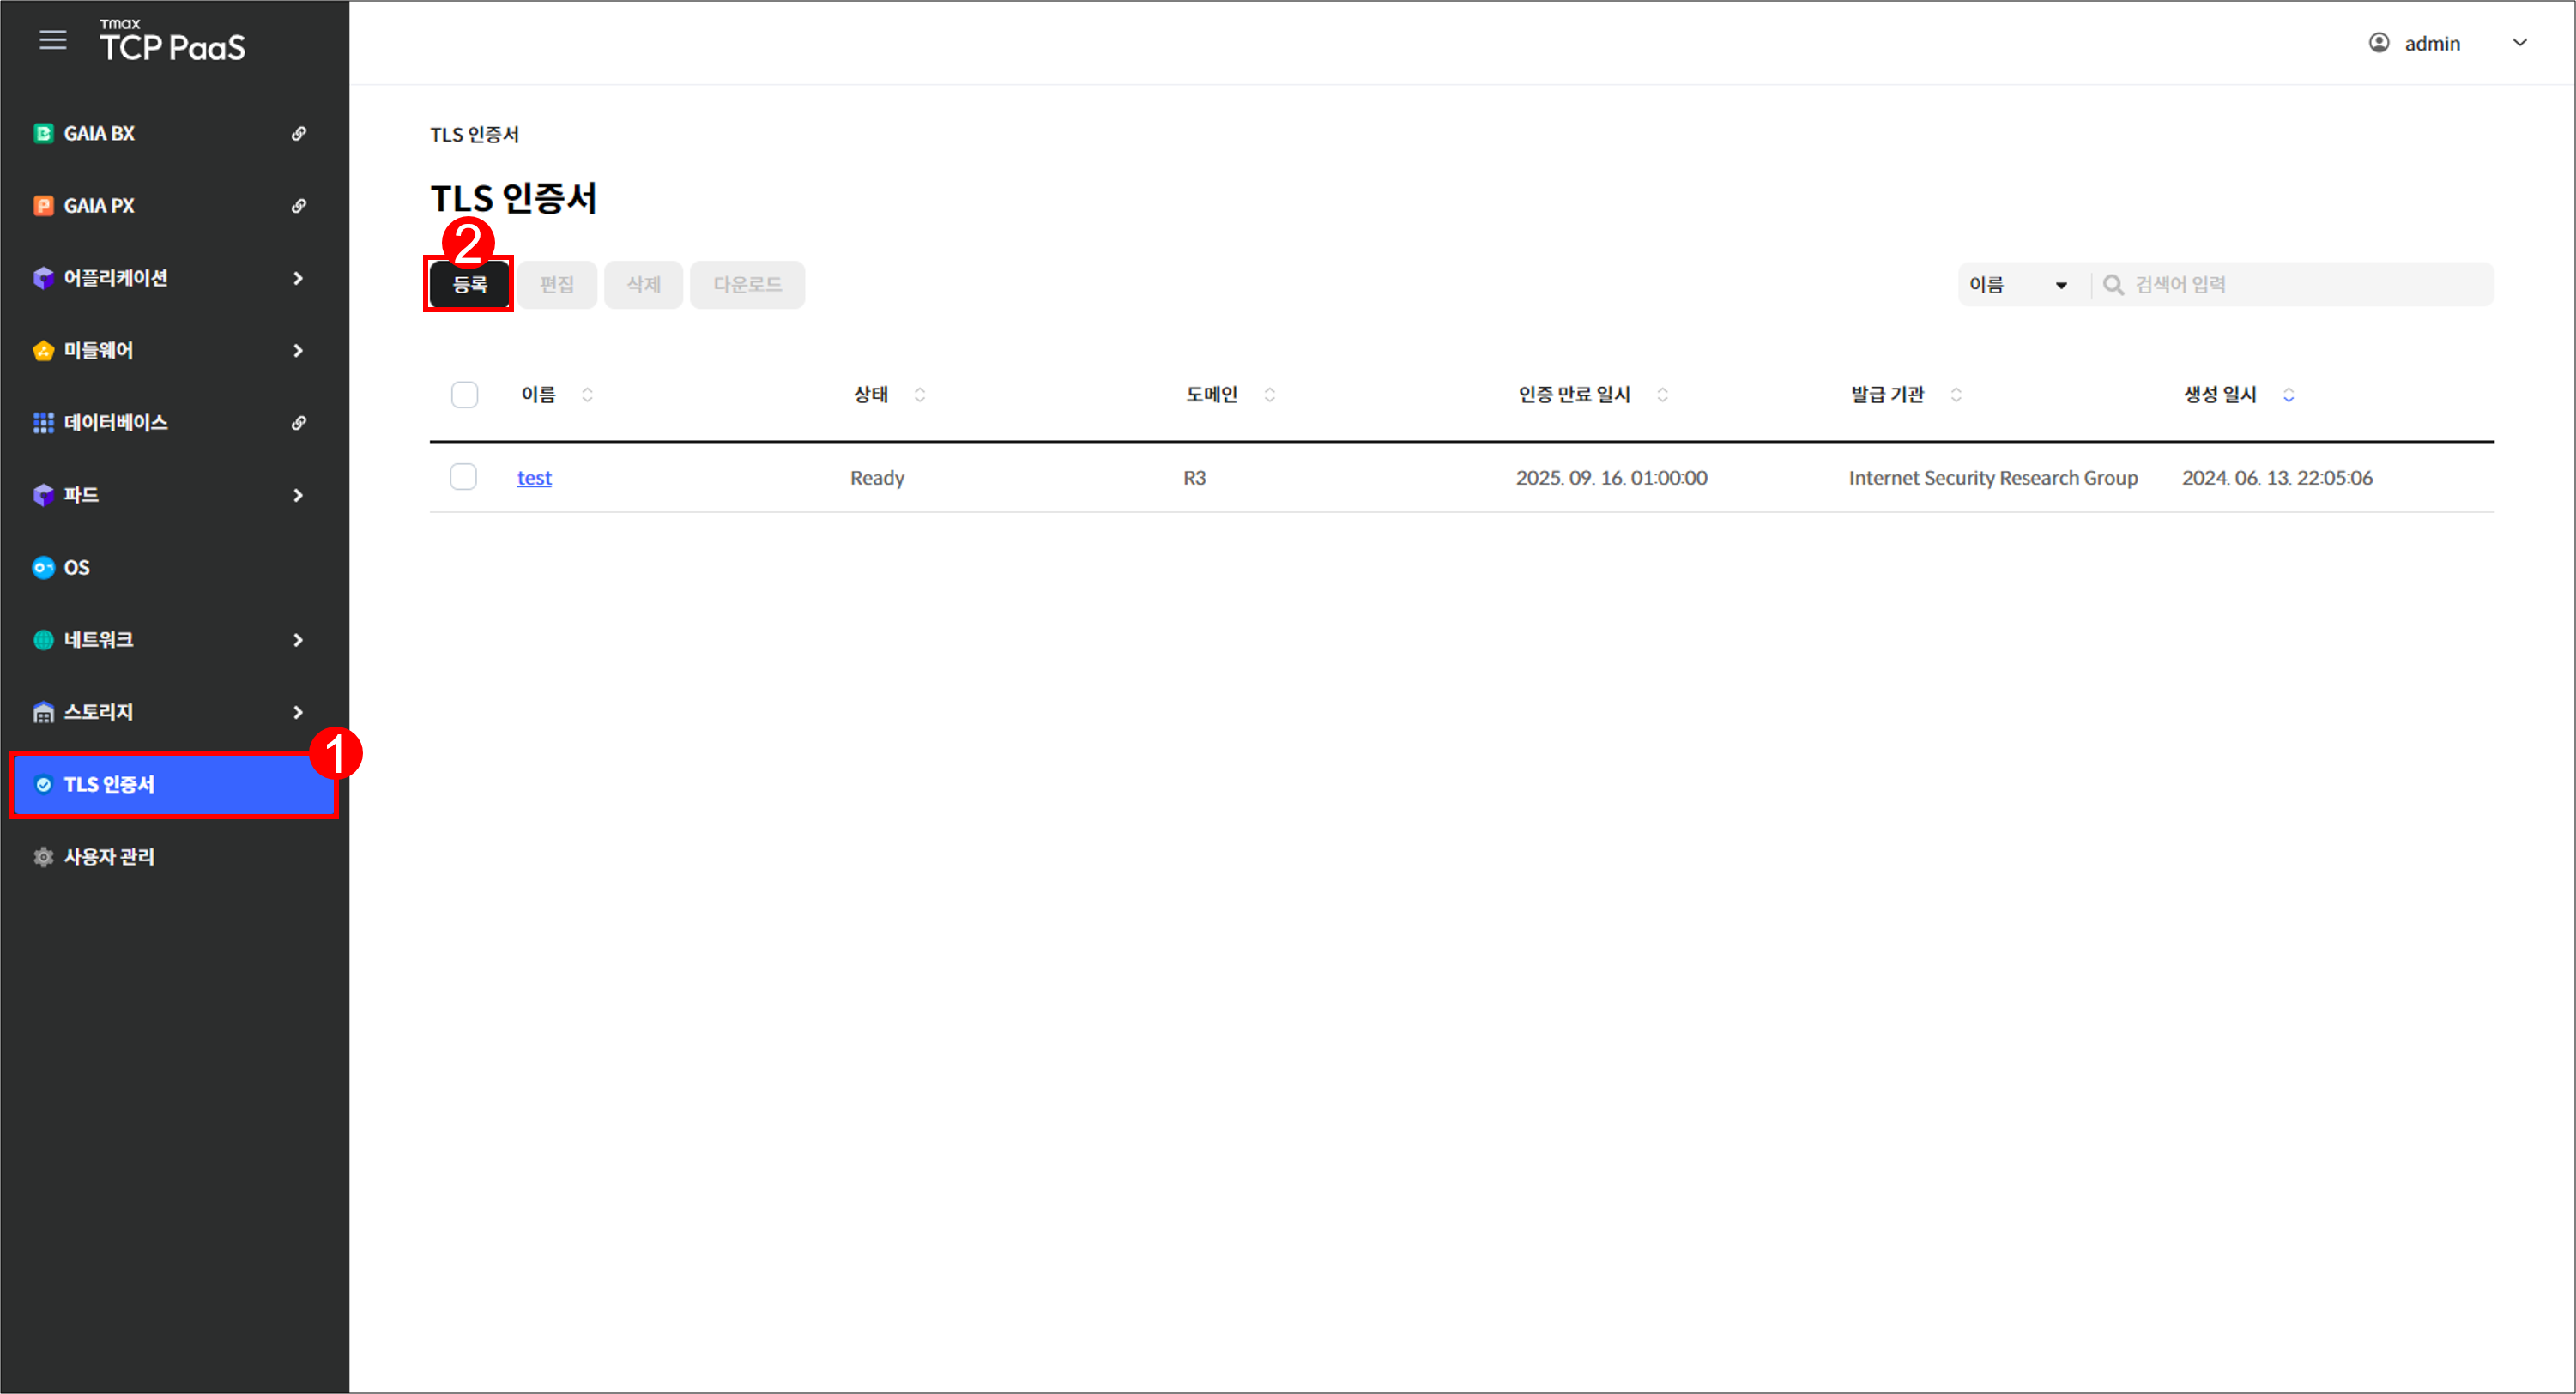 Tmax
TCP PaaS
admin
GAIA BX
GAIA PX
어플리케이션
미들웨어
데이터베이스
파드
OS
네트워크
스토리지
1
TLS 인증서
사용자 관리
TLS 인증서
TLS 인증서
2
등록 편집 삭제 다운로드 이름 검색어 입력
이름 상태 도메인 인증 만료 일시 발급 기관 생성 일시
test Ready R3 2025. 09. 16. 01:00:00 Internet Security Research Group 2024. 06. 13. 22:05:06